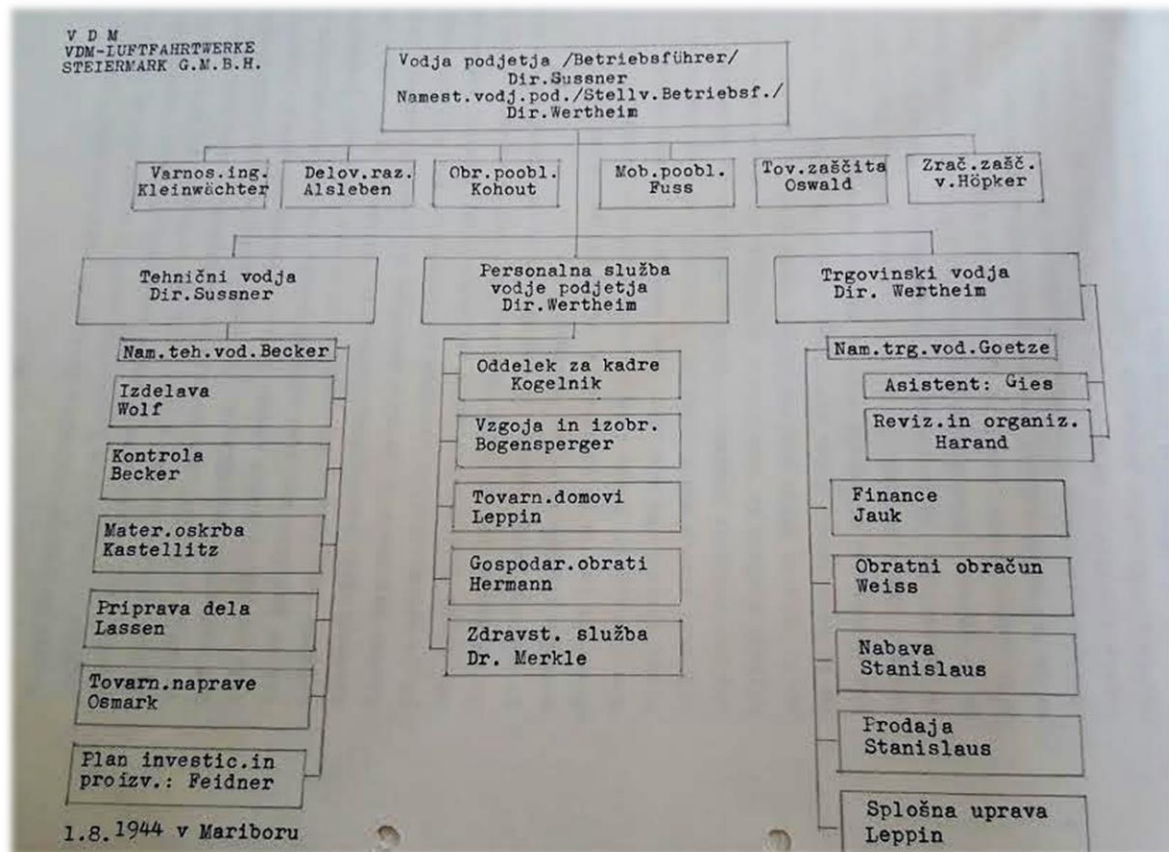 V D M
VDM-LUFTFAHRTWERKE
STEIERMARK G.M.B.H.
Vodja podjetja /Betriebsführer/
Dir.Sussner
Namest.vodj.pod./Stellv.Betriebsf./
Dir.Wertheim
Varnos.ing.
Kleinwächter
Delov.raz.
Alsleben
Obr.poobl.
Kohout
Mob.poobl.
Fuss
Tov.zaščita
Oswald
Zrač.zašč.
v.Höpker
Tehnični vodja
Dir.Sussner
Nam.teh.vod.Becker
Izdelava
Wolf
Kontrola
Becker
Mater.oskrba
Kastellitz
Priprava dela
Lassen
Tovarn.naprave
Osmark
Plan investic.in
proizv.: Feidner
Personalna služba
vodje podjetja
Dir.Wertheim
Oddelek za kadre
Kogelnik
Vzgoja in izobr.
Bogensperger
Tovarn.domovi
Leppin
Gospodar.obrati
Hermann
Zdravst. služba
Dr. Merkle
Trgovinski vodja
Dir. Wertheim
Nam.trg.vod.Goetze
Asistent: Gies
Reviz.in organiz.
Harand
Finance
Jauk
Obratni obračun
Weiss
Nabava
Stanislaus
Prodaja
Stanislaus
Splošna uprava
Leppin
1.8.1944 v Mariboru